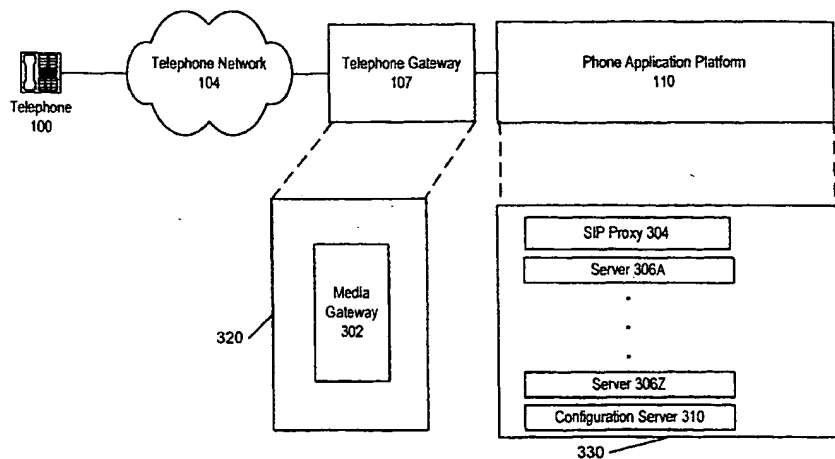 Telephone
100
Telephone Network
104
Telephone Gateway
107
Phone Application Platform
110
Media
Gateway
302
320
SIP Proxy 304
Server 306A
Server 306Z
Configuration Server 310
330